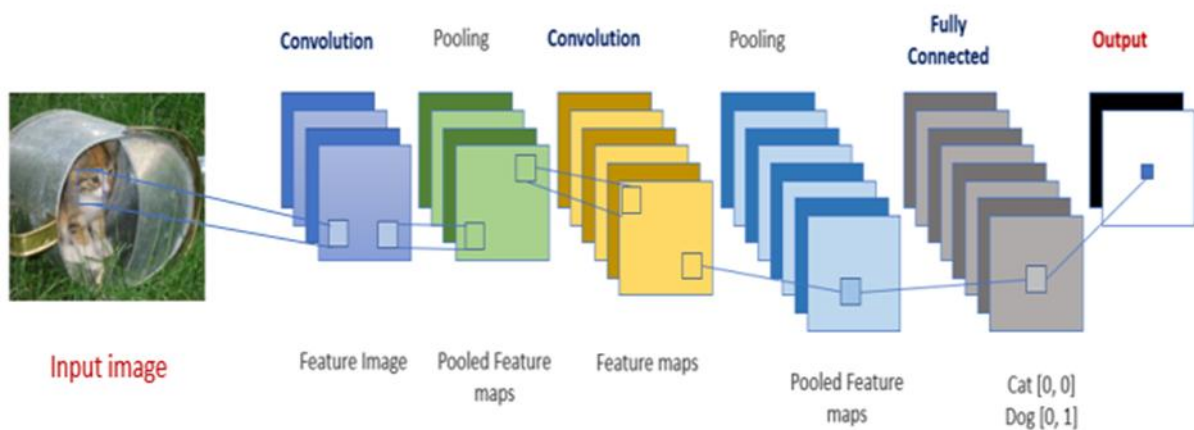 Convolution
Pooling
Convolution
Pooling
Fully
Connected
Output
Input image
Feature Image
Pooled Feature
maps
Feature maps
Pooled Feature
maps
Cat [0, 0]
Dog [0, 1]